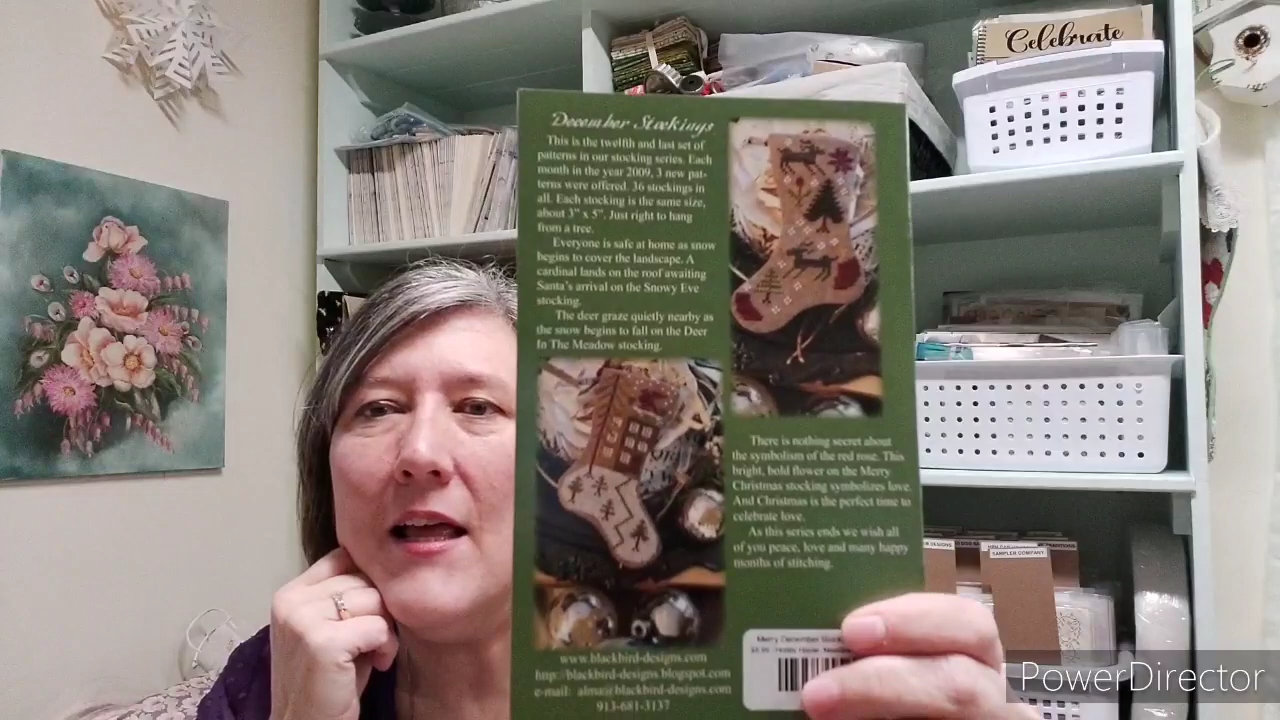 Celebrate
December Stockings
This is the twelfth and last set of
patterns in our stocking series. Each
month in the year 2009, 3 new pat-
terns were offered. 36 stockings in
all. Each stocking is the same size,
about 3" x 5". Just right to hang
from a tree.
Everyone is safe at home as snow
begins to cover the landscape. A
cardinal lands on the roof awaiting
Santa's arrival on the Snowy Eve
stocking.
The deer graze quietly nearby as
the snow begins to fall on the Deer
In The Meadow stocking.
There is nothing secret about
the symbolism of the red rose. This
bright, bold flower on the Merry
Christmas stocking symbolizes love.
And Christmas is the perfect time to
celebrate love.
As this series ends we wish all
of you peace, love and many happy
months of stitching.
www.blackbird-designs.com
http://blackbird-designs.blogspot.com
e-mail: alma@blackbird-designs.com
913-681-3137
Merry December
DESIGNS
SAMPLER COMPANY
PowerDirector